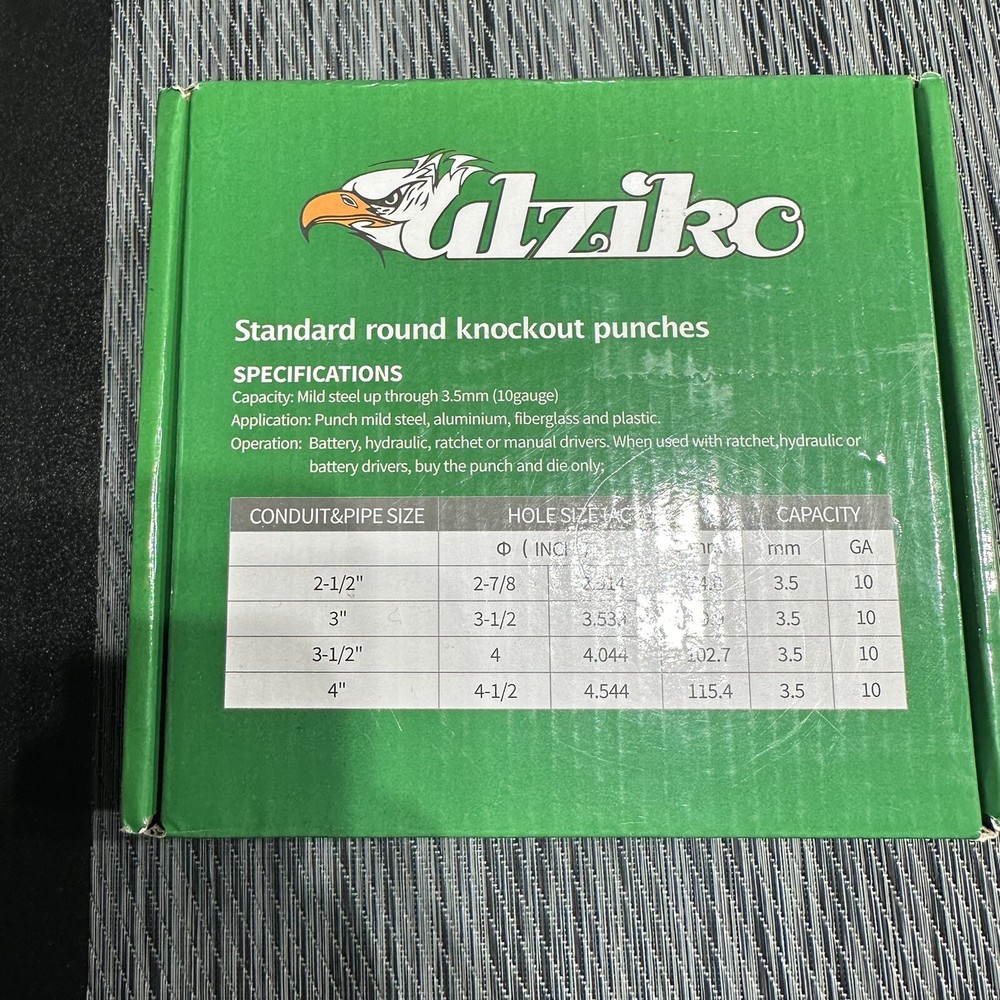 ulziko
Standard round knockout punches
SPECIFICATIONS
Capacity: Mild steel up through 3.5mm (10gauge)
Application: Punch mild steel, aluminium, fiberglass and plastic.
Operation: Battery, hydraulic, ratchet or manual drivers. When used with ratchet,hydraulic or
battery drivers, buy the punch and die only;
CONDUIT&PIPE SIZE HOLE SIZE CAPACITY
Φ ( mm GA
2-1/2" 2-7/8 3.5 10
3" 3-1/2 3.5 10
3-1/2" 4 4.044 102.7 3.5 10
4" 4-1/2 4.544 115.4 3.5 10